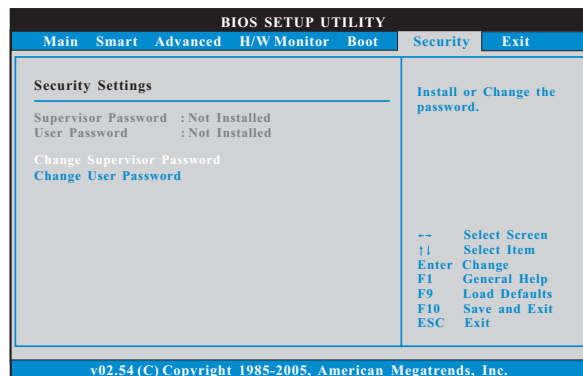 BIOS SETUP UTILITY
Main Smart Advanced H/W Monitor Boot Security Exit
Security Settings
Supervisor Password : Not Installed
User Password : Not Installed
Change Supervisor Password
Change User Password
Install or Change the
password.
←→ Select Screen
↑↓ Select Item
Enter Change
F1 General Help
F9 Load Defaults
F10 Save and Exit
ESC Exit
v02.54 (C) Copyright 1985-2005, American Megatrends, Inc.